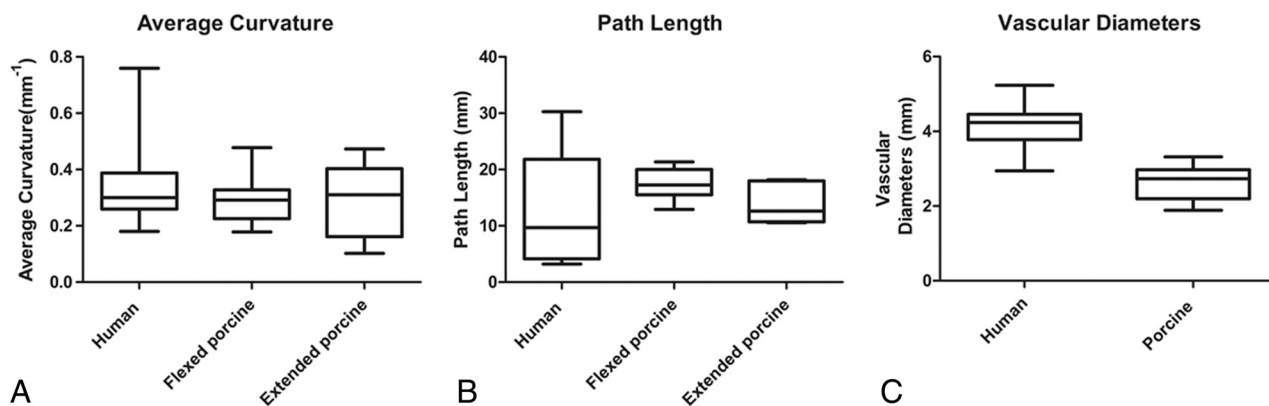 Average Curvature
Average Curvature(mm⁻¹)
0.8
0.6
0.4
0.2
0.0
Human
Flexed porcine
Extended porcine
A
Path Length
Path Length (mm)
40
30
20
10
0
Human
Flexed porcine
Extended porcine
B
Vascular Diameters
Vascular
Diameters (mm)
6
4
2
0
Human
Porcine
C